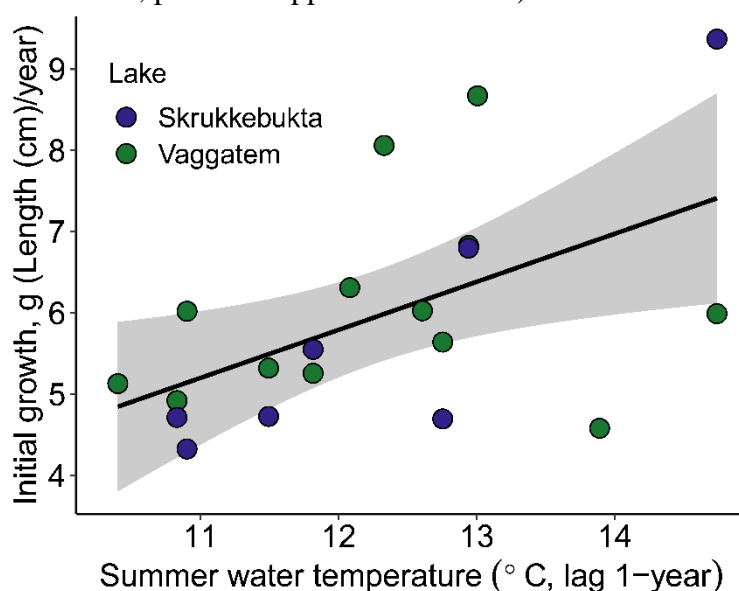 Lake
Skrukkebukta
Vaggatem
Initial growth, g (Length (cm)/year)
9
8
7
6
5
4
11 12 13 14
Summer water temperature (° C, lag 1−year)